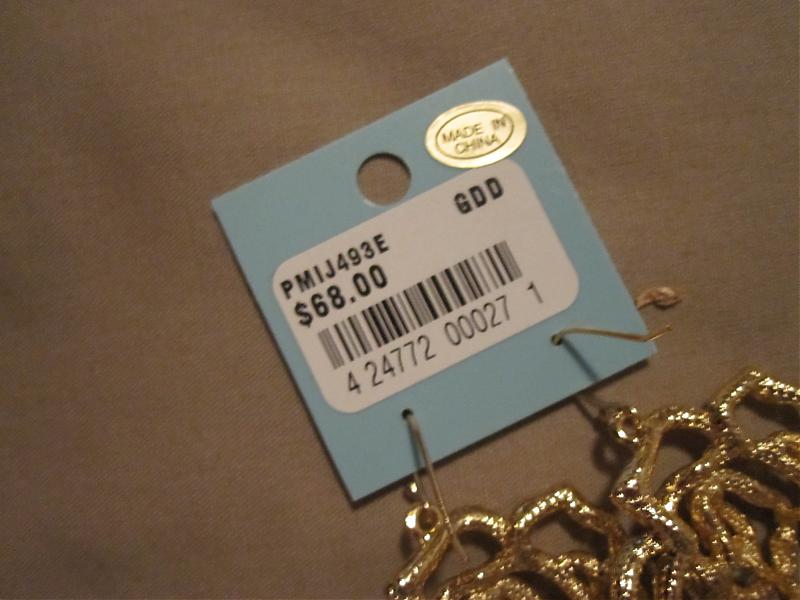 MADE IN
CHINA
GDD
PMIJ493E
$68.00
4 24772 00027 1